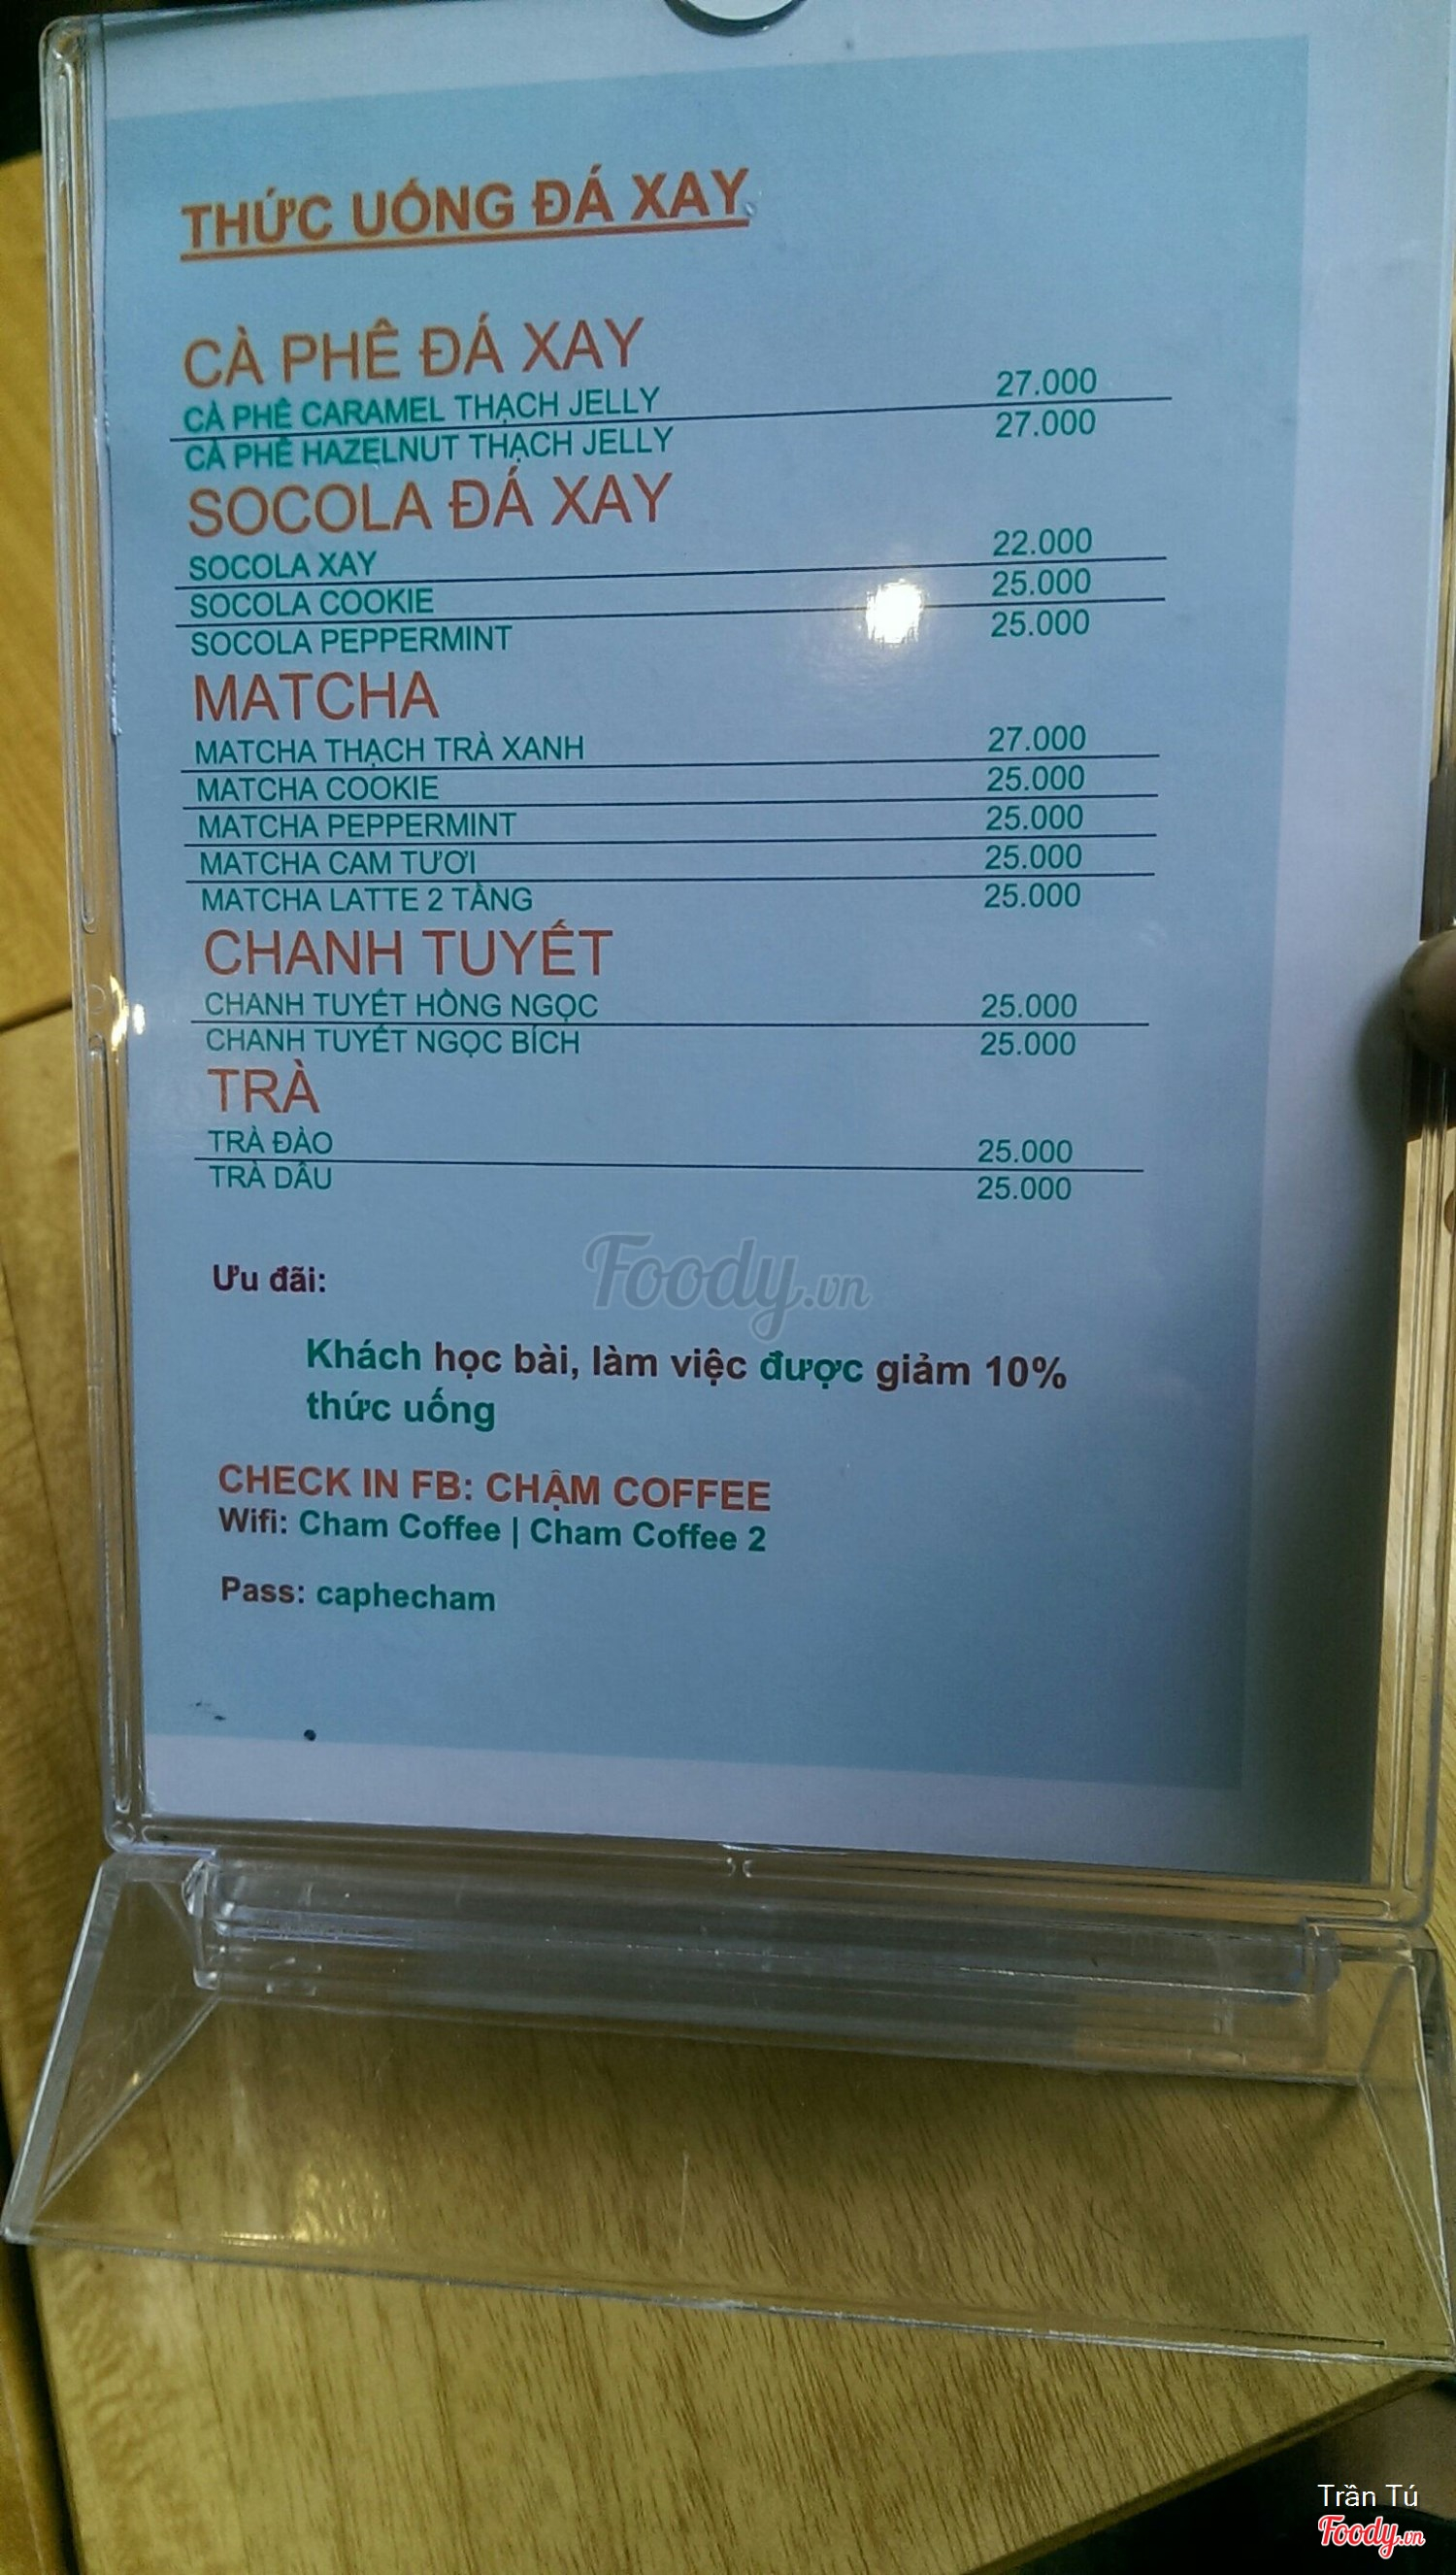 THỨC UỐNG ĐÁ XAY
CÀ PHÊ ĐÁ XAY
CÀ PHÊ CARAMEL THẠCH JELLY 27.000
CÀ PHÊ HAZELNUT THẠCH JELLY 27.000
SOCOLA ĐÁ XAY
SOCOLA XAY 22.000
SOCOLA COOKIE 25.000
SOCOLA PEPPERMINT 25.000
MATCHA
MATCHA THẠCH TRÀ XANH 27.000
MATCHA COOKIE 25.000
MATCHA PEPPERMINT 25.000
MATCHA CAM TƯƠI 25.000
MATCHA LATTE 2 TẦNG 25.000
CHANH TUYẾT
CHANH TUYẾT HỒNG NGỌC 25.000
CHANH TUYẾT NGỌC BÍCH 25.000
TRÀ
TRÀ ĐÀO 25.000
TRÀ DÂU 25.000
Foody.vn
Ưu đãi:
Khách học bài, làm việc được giảm 10%
thức uống
CHECK IN FB: CHẬM COFFEE
Wifi: Cham Coffee | Cham Coffee 2
Pass: caphecham
Trần Tú
Foody.vn